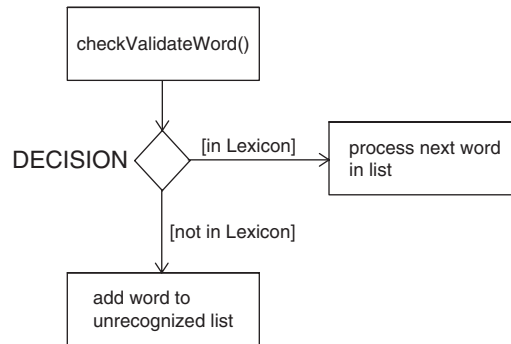 checkValidateWord()
DECISION
[in Lexicon]
process next word
in list
[not in Lexicon]
add word to
unrecognized list